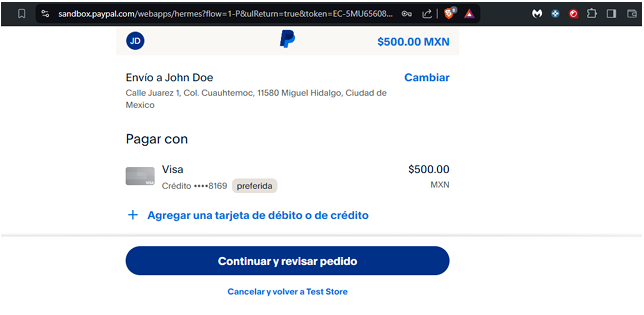 sandbox.paypal.com/webapps/hermes?flow=1-P&ulReturn=true&token=EC-5MU65608...
JD
$500.00 MXN
Envío a John Doe
Cambiar
Calle Juarez 1, Col. Cuauhtemoc, 11580 Miguel Hidalgo, Ciudad de
Mexico
Pagar con
Visa
$500.00
Crédito ••••8169 preferida
MXN
+ Agregar una tarjeta de débito o de crédito
Continuar y revisar pedido
Cancelar y volver a Test Store